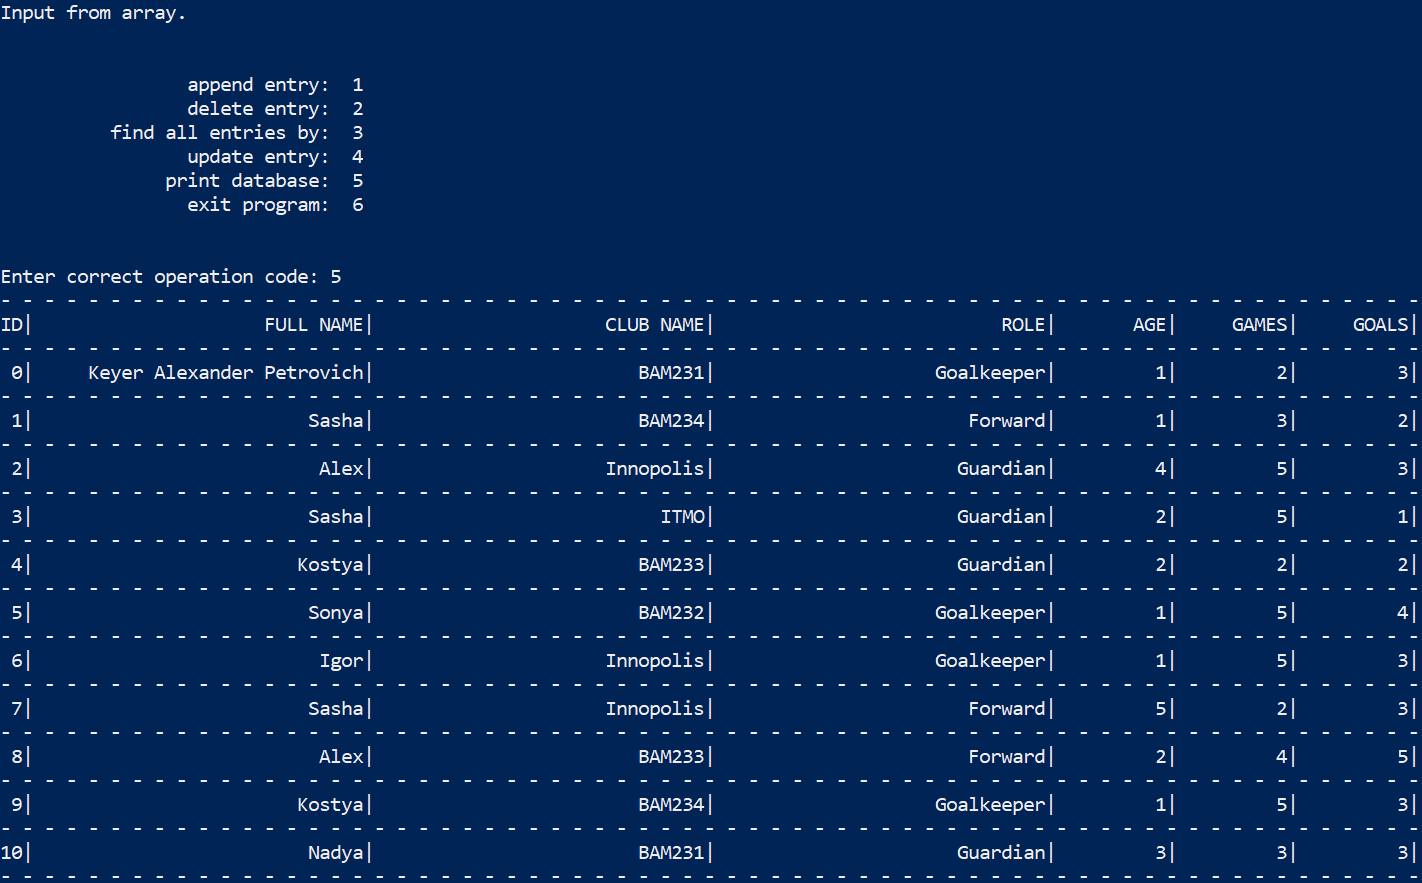 Input from array.
append entry: 1
delete entry: 2
find all entries by: 3
update entry: 4
print database: 5
exit program: 6
Enter correct operation code: 5
- - - - - - - - - - - - - - - - - - - - - - - - - - - - - - - - - - - - - - - - - - - - - - - - - - - - - - - - - - - - - - - - -
ID| FULL NAME| CLUB NAME| ROLE| AGE| GAMES| GOALS|
- - - - - - - - - - - - - - - - - - - - - - - - - - - - - - - - - - - - - - - - - - - - - - - - - - - - - - - - - - - - - - - - -
0| Keyer Alexander Petrovich| BAM231| Goalkeeper| 1| 2| 3|
- - - - - - - - - - - - - - - - - - - - - - - - - - - - - - - - - - - - - - - - - - - - - - - - - - - - - - - - - - - - - - - - -
1| Sasha| BAM234| Forward| 1| 3| 2|
- - - - - - - - - - - - - - - - - - - - - - - - - - - - - - - - - - - - - - - - - - - - - - - - - - - - - - - - - - - - - - - - -
2| Alex| Innopolis| Guardian| 4| 5| 3|
- - - - - - - - - - - - - - - - - - - - - - - - - - - - - - - - - - - - - - - - - - - - - - - - - - - - - - - - - - - - - - - - -
3| Sasha| ITMO| Guardian| 2| 5| 1|
- - - - - - - - - - - - - - - - - - - - - - - - - - - - - - - - - - - - - - - - - - - - - - - - - - - - - - - - - - - - - - - - -
4| Kostya| BAM233| Guardian| 2| 2| 2|
- - - - - - - - - - - - - - - - - - - - - - - - - - - - - - - - - - - - - - - - - - - - - - - - - - - - - - - - - - - - - - - - -
5| Sonya| BAM232| Goalkeeper| 1| 5| 4|
- - - - - - - - - - - - - - - - - - - - - - - - - - - - - - - - - - - - - - - - - - - - - - - - - - - - - - - - - - - - - - - - -
6| Igor| Innopolis| Goalkeeper| 1| 5| 3|
- - - - - - - - - - - - - - - - - - - - - - - - - - - - - - - - - - - - - - - - - - - - - - - - - - - - - - - - - - - - - - - - -
7| Sasha| Innopolis| Forward| 5| 2| 3|
- - - - - - - - - - - - - - - - - - - - - - - - - - - - - - - - - - - - - - - - - - - - - - - - - - - - - - - - - - - - - - - - -
8| Alex| BAM233| Forward| 2| 4| 5|
- - - - - - - - - - - - - - - - - - - - - - - - - - - - - - - - - - - - - - - - - - - - - - - - - - - - - - - - - - - - - - - - -
9| Kostya| BAM234| Goalkeeper| 1| 5| 3|
- - - - - - - - - - - - - - - - - - - - - - - - - - - - - - - - - - - - - - - - - - - - - - - - - - - - - - - - - - - - - - - - -
10| Nadya| BAM231| Guardian| 3| 3| 3|
- - - - - - - - - - - - - - - - - - - - - - - - - - - - - - - - - - - - - - - - - - - - - - - - - - - - - - - - - - - - - - - - -